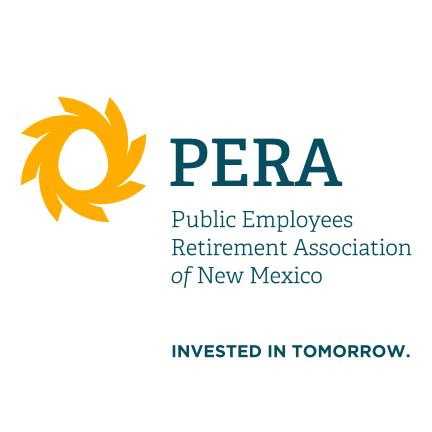 PERA
Public Employees
Retirement Association
of New Mexico
INVESTED IN TOMORROW.